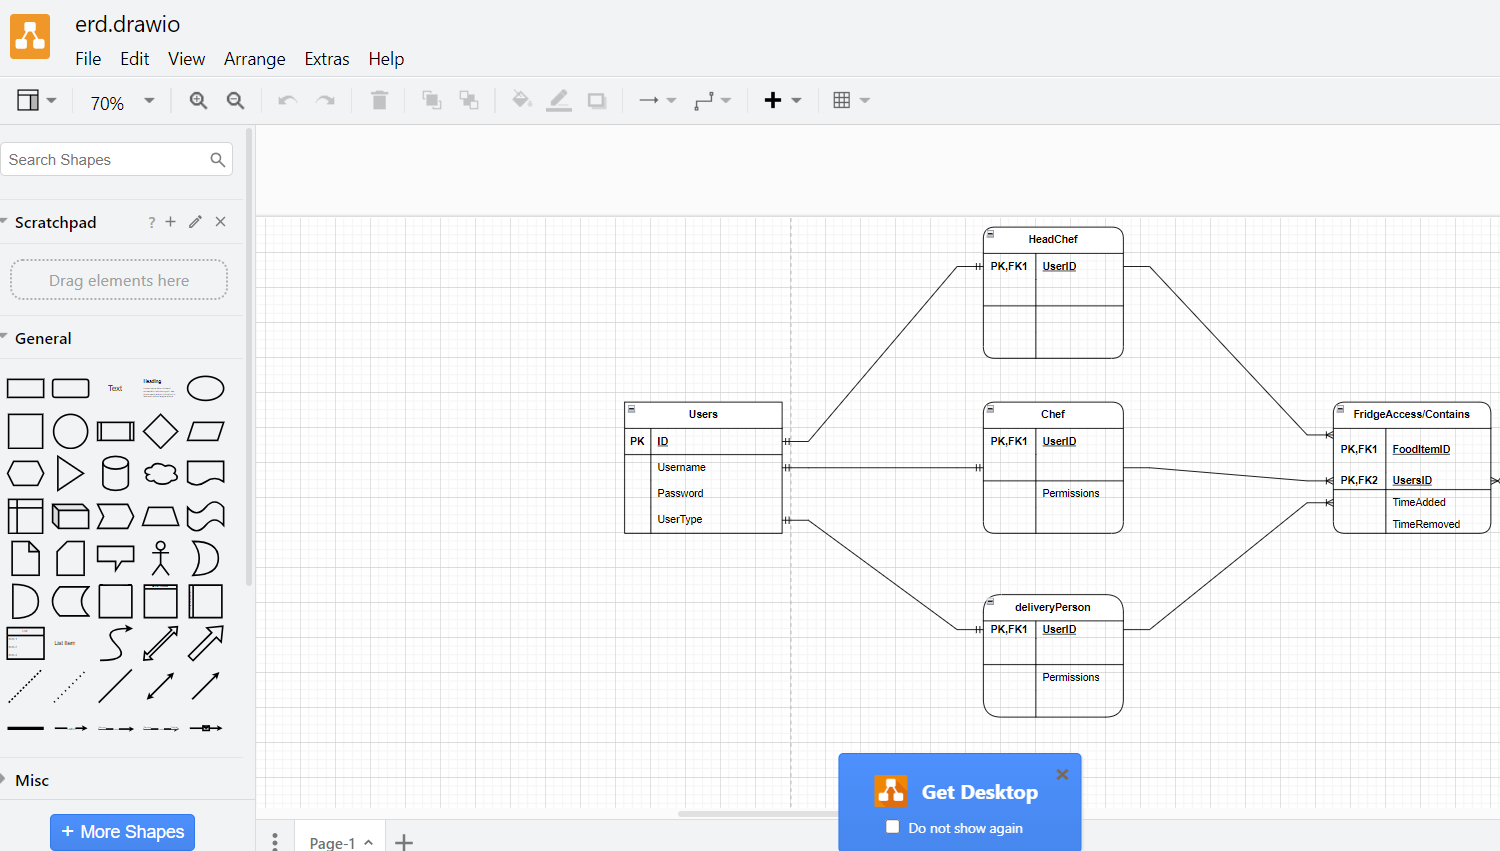 erd.drawio
File Edit View Arrange Extras Help
70%
Search Shapes
Scratchpad ? + 
Drag elements here
General
Text
Heading
List Item
Misc
+ More Shapes
HeadChef
PK,FK1 UserID
Users
PK ID
Username
Password
UserType
Chef
PK,FK1 UserID
Permissions
deliveryPerson
PK,FK1 UserID
Permissions
FridgeAccess/Contains
PK,FK1 FoodItemID
PK,FK2 UsersID
TimeAdded
TimeRemoved
Get Desktop
Do not show again
Page-1